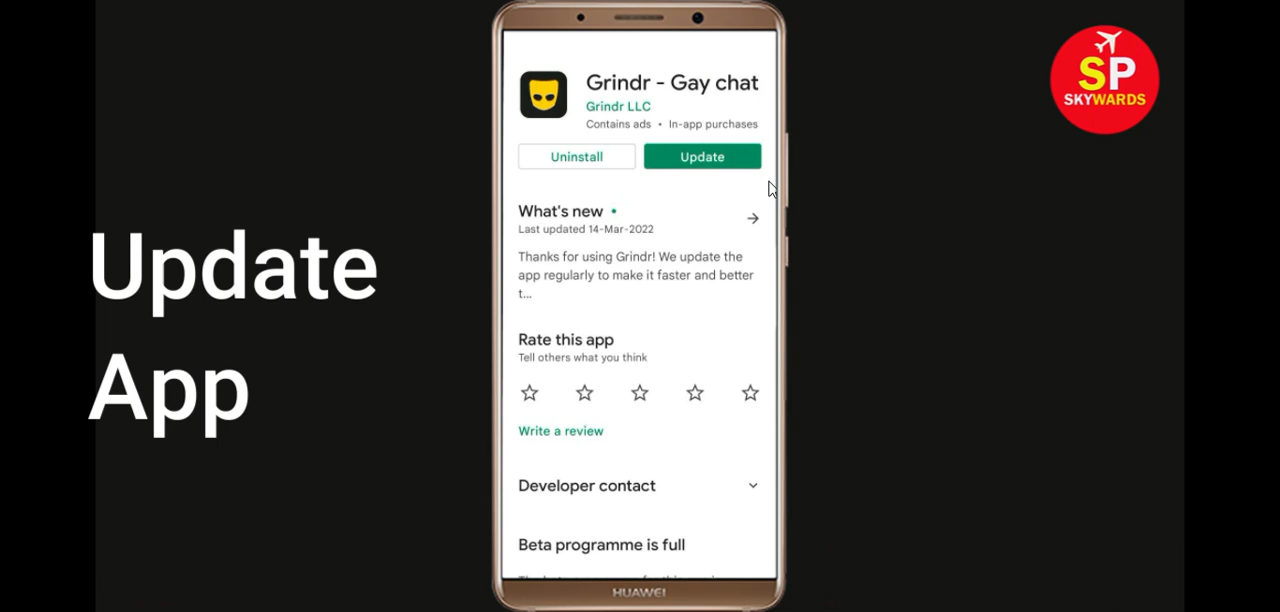 Update
App
Grindr - Gay chat
Grindr LLC
Contains ads • In-app purchases
Uninstall
Update
What's new •
Last updated 14-Mar-2022
Thanks for using Grindr! We update the
app regularly to make it faster and better
t...
Rate this app
Tell others what you think
Write a review
Developer contact
Beta programme is full
HUAWEI
SP
SKYWARDS